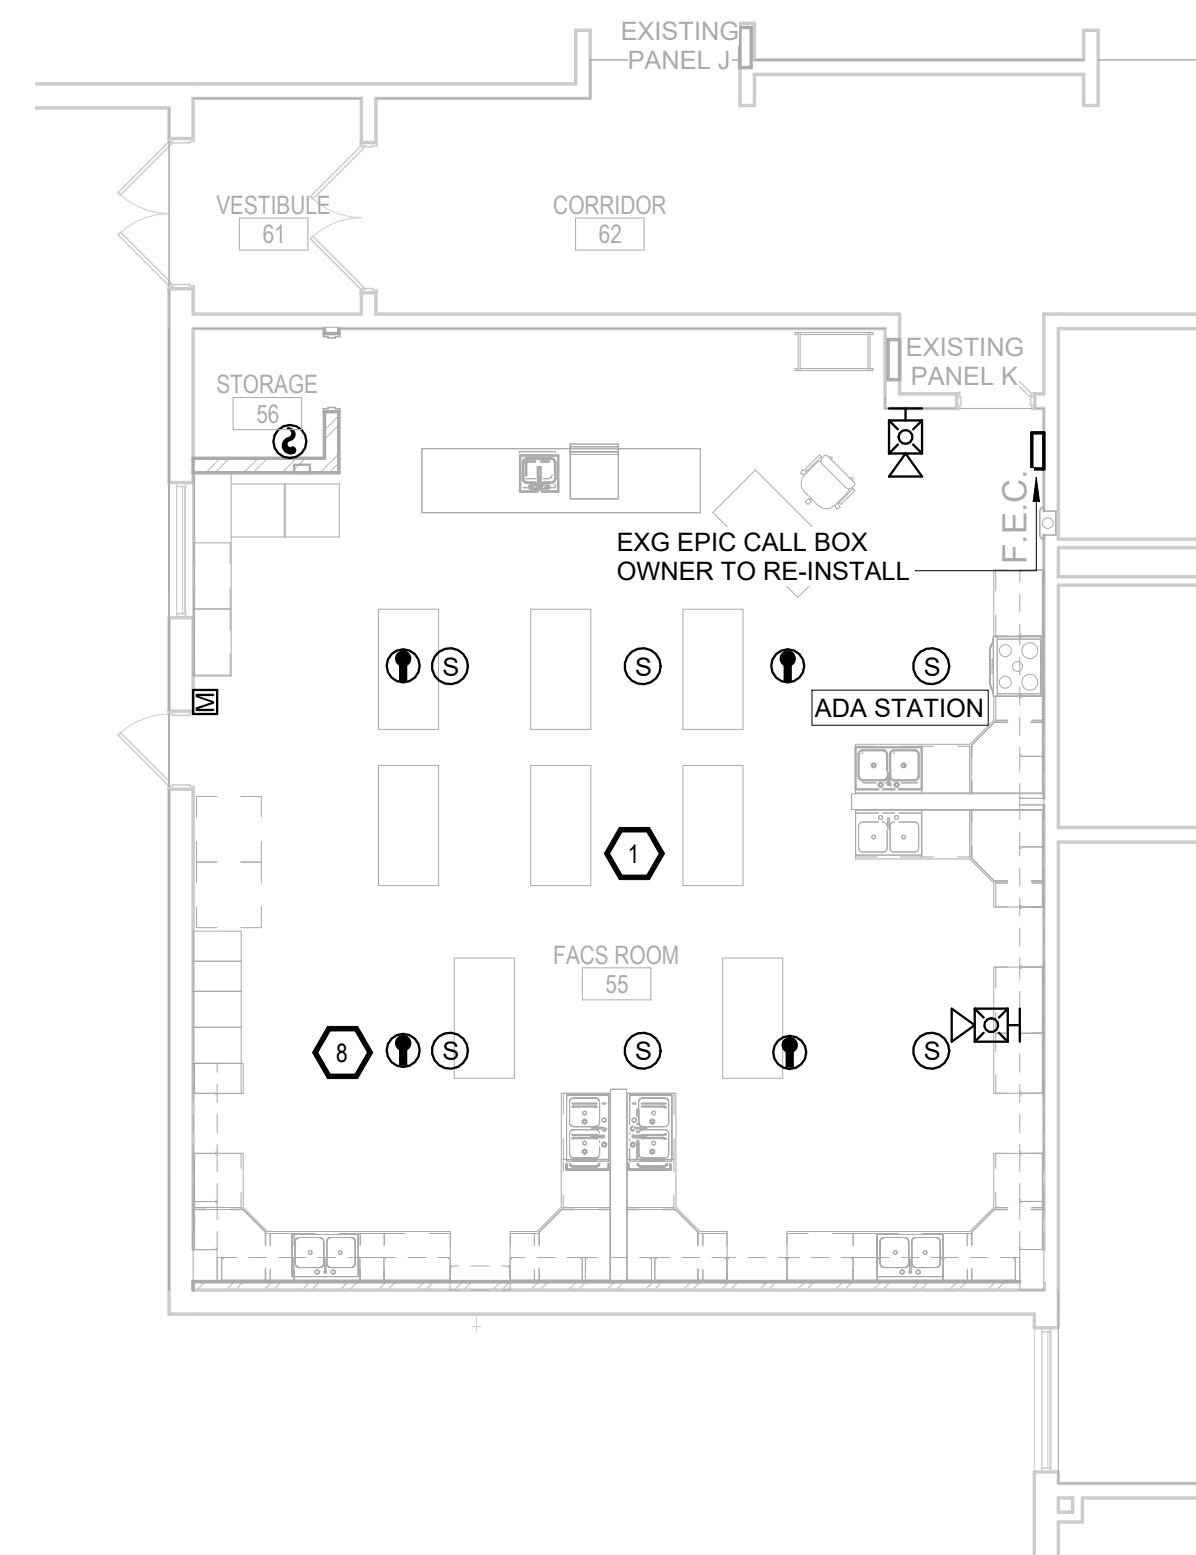 EXISTING
PANEL J
VESTIBULE
61
CORRIDOR
62
EXISTING
PANEL K
STORAGE
56
F.E.C.
EXG EPIC CALL BOX
OWNER TO RE-INSTALL
S
S
S
M
ADA STATION
1
FACS ROOM
55
8
S
S
S